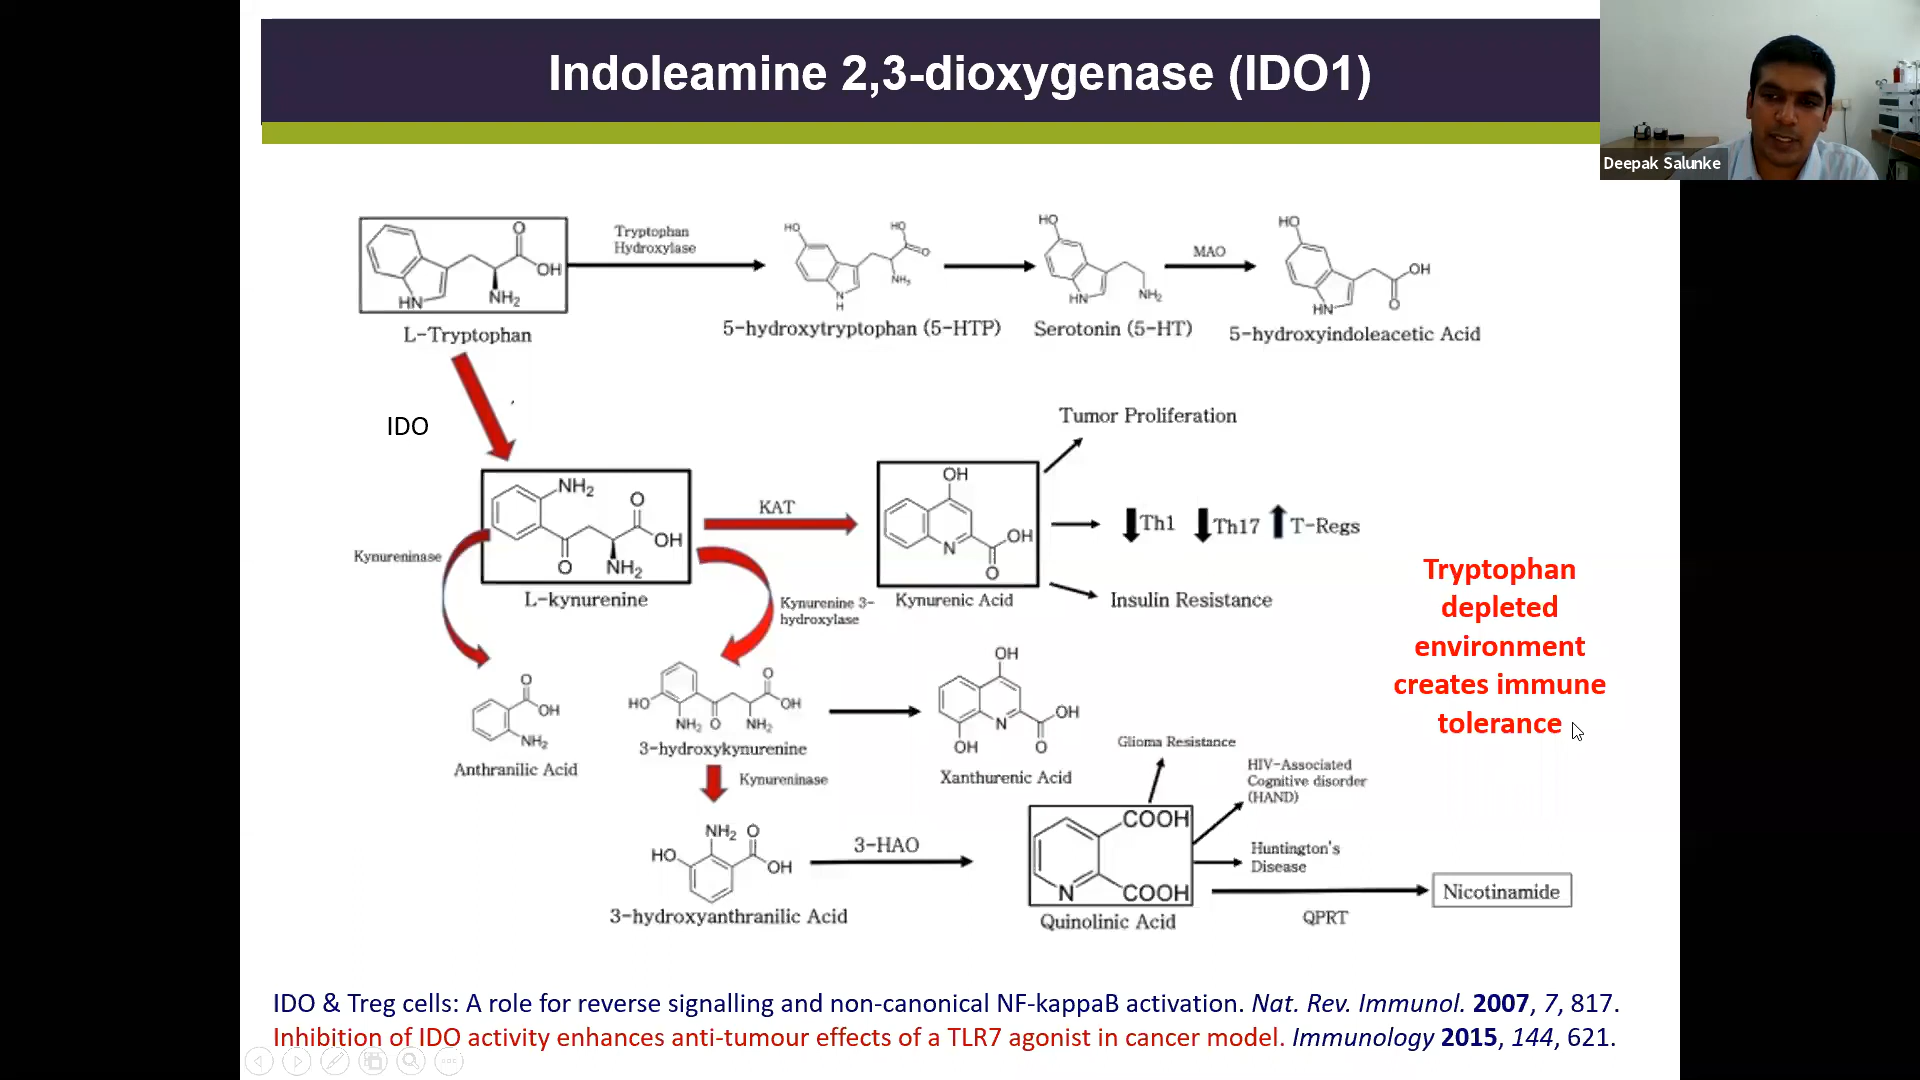 Indoleamine 2,3-dioxygenase (IDO1)
Deepak Salunke
Tryptophan
Hydroxylase
MAO
O
OH
NH2
HN
HO
HO
O
NH2
N
H
HO
HN
NH2
HO
OH
O
HN
L-Tryptophan
5-hydroxytryptophan (5-HTP)
Serotonin (5-HT)
5-hydroxyindoleacetic Acid
IDO
Tumor Proliferation
NH2
O
OH
O
NH2
KAT
OH
N
OH
O
Th1
Th17
T-Regs
Kynureninase
L-kynurenine
Kynurenine 3-
hydroxylase
Kynurenic Acid
Insulin Resistance
Tryptophan
depleted
environment
creates immune
tolerance
O
OH
NH2
HO
NH2
O
O
OH
NH2
OH
N
OH
OH
O
Anthranilic Acid
3-hydroxykynurenine
Xanthurenic Acid
Kynureninase
Glioma Resistance
HIV-Associated
Cognitive disorder
(HAND)
NH2
O
HO
OH
3-HAO
COOH
N
COOH
Huntington's
Disease
Nicotinamide
QPRT
3-hydroxyanthranilic Acid
Quinolinic Acid
IDO & Treg cells: A role for reverse signalling and non-canonical NF-kappaB activation. Nat. Rev. Immunol. 2007, 7, 817.
Inhibition of IDO activity enhances anti-tumour effects of a TLR7 agonist in cancer model. Immunology 2015, 144, 621.